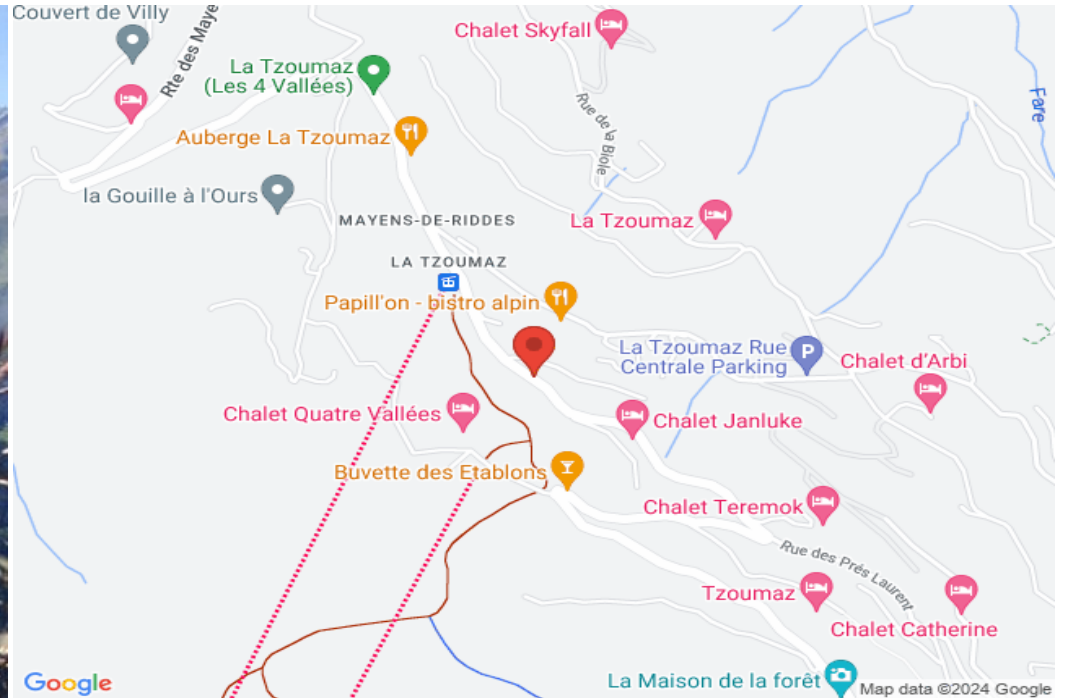 Couvert de Villy
Rte des Maye
Chalet Skyfall
La Tzoumaz
(Les 4 Vallées)
Fare
Rue de la Biole
Auberge La Tzoumaz
la Gouille à l'Ours
MAYENS-DE-RIDDES
La Tzoumaz
LA TZOUMAZ
Papill'on - bistro alpin
La Tzoumaz Rue
Centrale Parking
P
Chalet d'Arbi
Chalet Quatre Vallées
Chalet Janluke
Buvette des Etablons
Chalet Teremok
Rue des Prés Laurent
Tzoumaz
Chalet Catherine
La Maison de la forêt
Google
Map data ©2024 Google